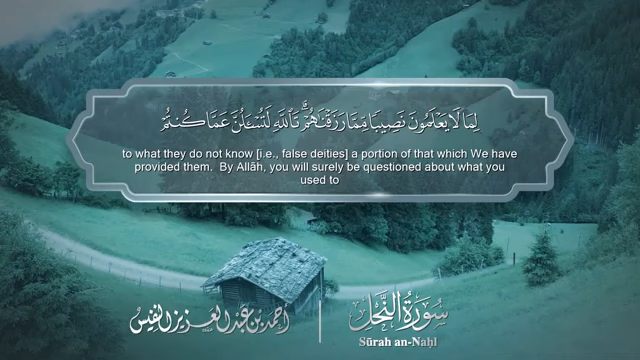 لِمَا لَا يَعْلَمُونَ نَصِيبًا مِّمَّا رَزَقْنَاهُمْ ۗ تَاللَّهِ لَتُسْأَلُنَّ عَمَّا كُنتُمْ
to what they do not know [i.e., false deities] a portion of that which We have
provided them.  By Allāh, you will surely be questioned about what you
used to
سُورَةُ النَّحْل
Sūrah an-Naḥl
أحمد بن عبد العزيز النفيس